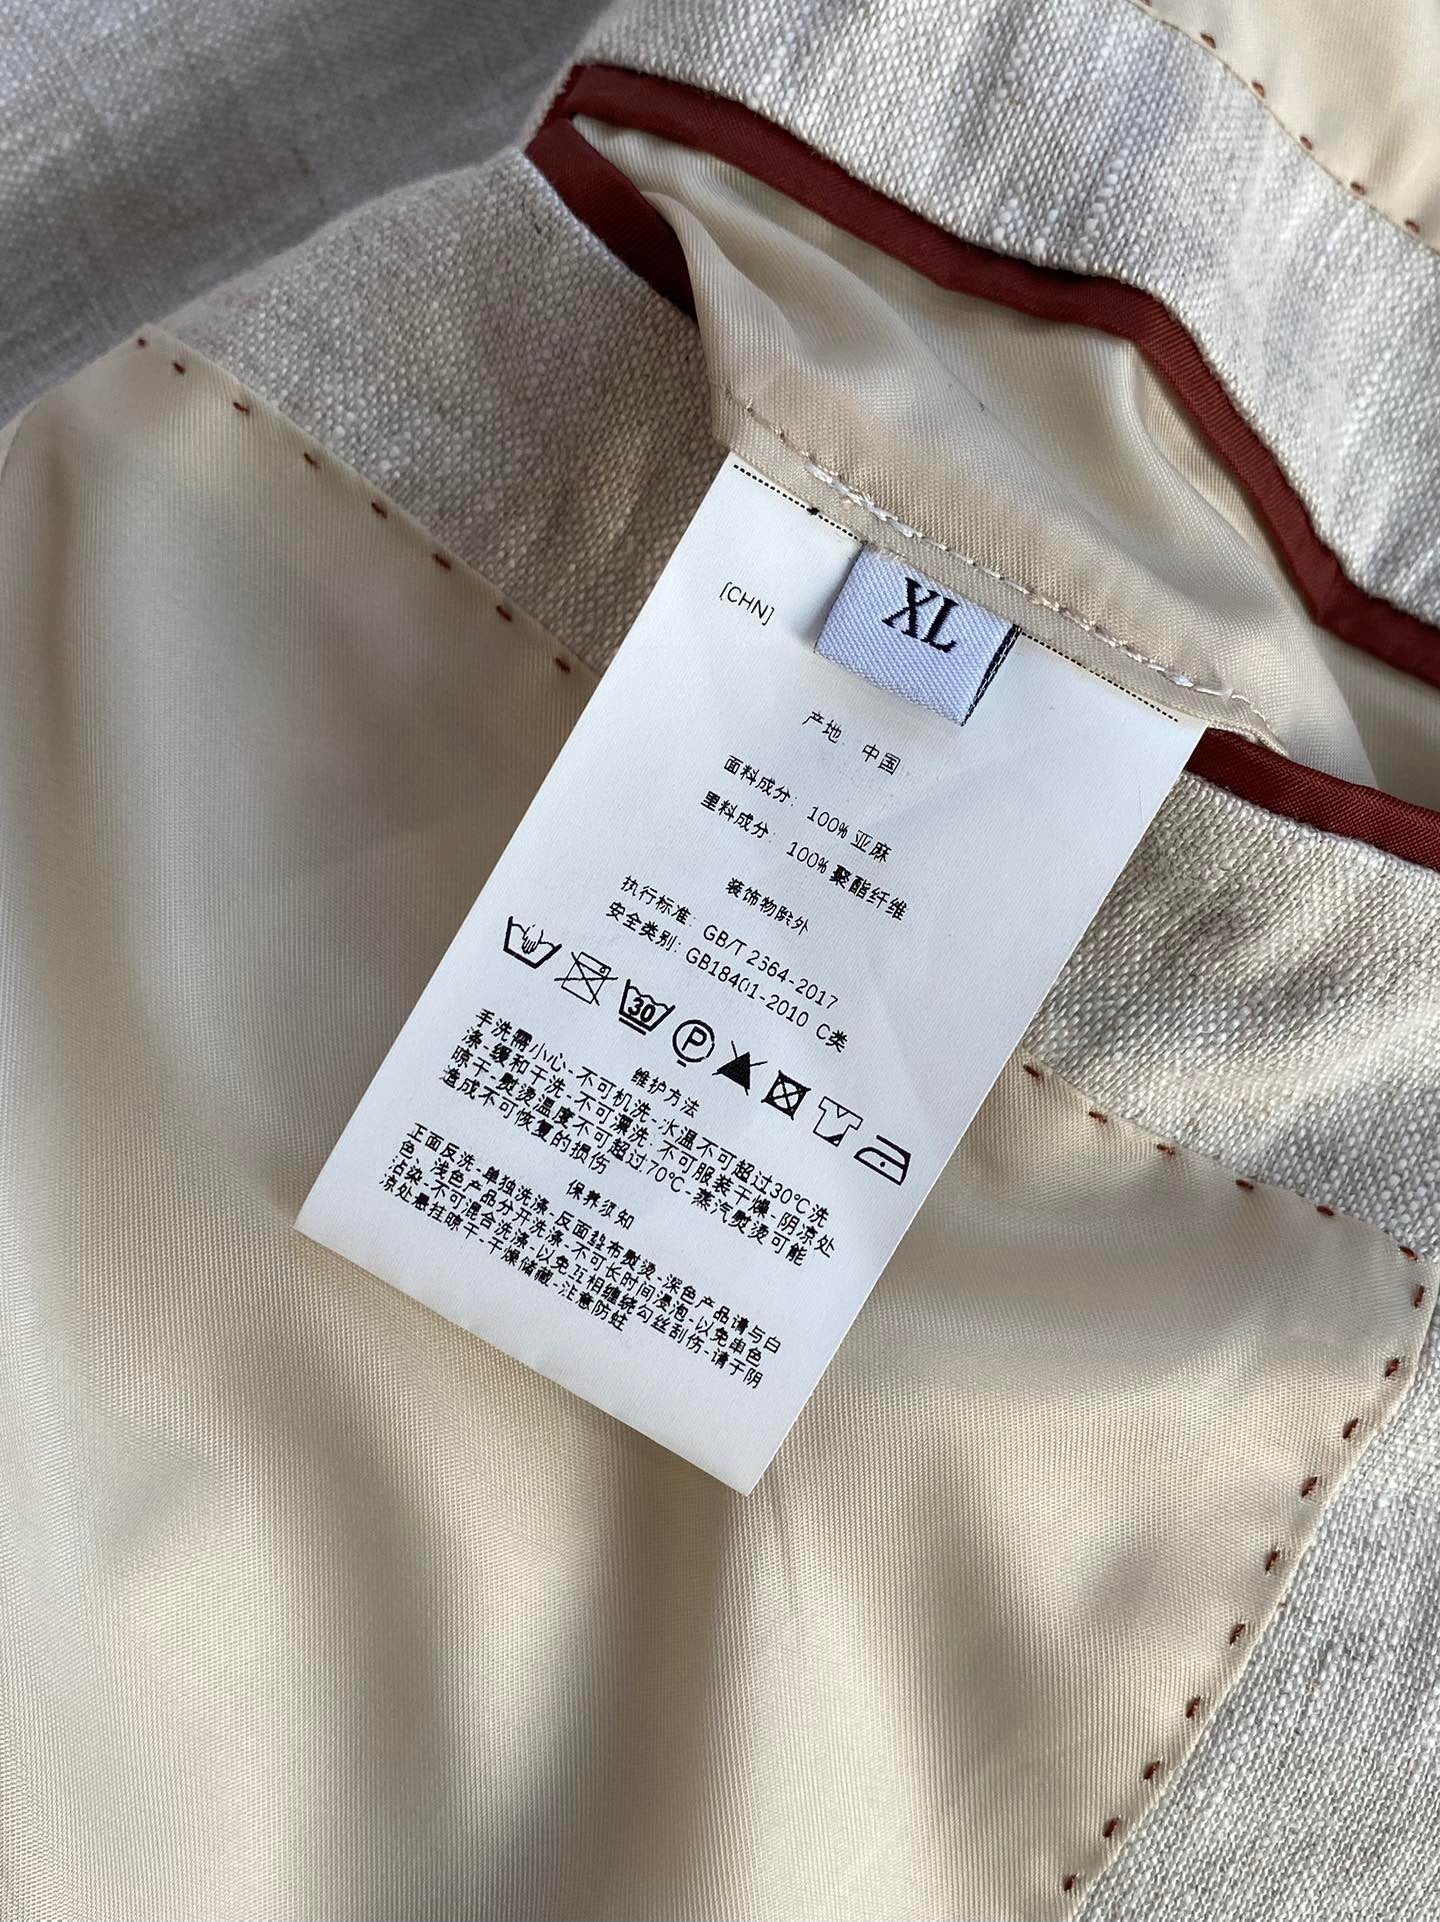 [CHN]
XL
产地: 中国
面料成分: 100% 亚麻
里料成分: 100% 聚酯纤维
装饰物除外
执行标准: GB/T 2664-2017
安全类别: GB18401-2010 C类
30
P
维护方法
手洗需小心-不可机洗-水温不可超过30℃洗
涤-缓和干洗-不可漂洗-不可服装干燥-阴凉处
晾干-熨烫温度不可超过70℃-蒸汽熨烫可能
造成不可恢复的损伤
保养须知
正面反洗-单独洗涤-反面垫布熨烫-深色产品请与白
色、浅色产品分开洗涤-不可长时间浸泡-以免串色
沾染-不可混合洗涤-以免互相缠绕勾丝刮伤-请于阴
凉处悬挂晾干-干燥储藏-注意防蛀